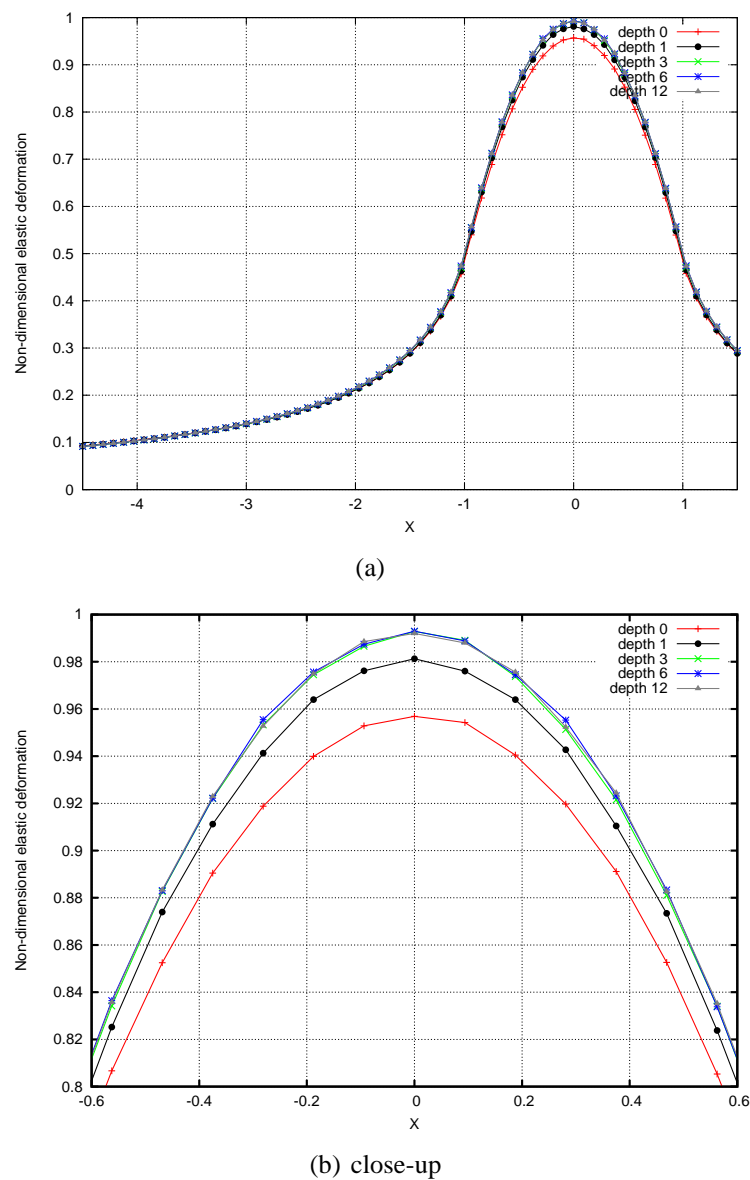 1
0.9
0.8
0.7
0.6
0.5
0.4
0.3
0.2
0.1
0
Non-dimensional elastic deformation
depth 0
depth 1
depth 3
depth 6
depth 12
-4 -3 -2 -1 0 1
X
(a)
1
0.98
0.96
0.94
0.92
0.9
0.88
0.86
0.84
0.82
0.8
Non-dimensional elastic deformation
depth 0
depth 1
depth 3
depth 6
depth 12
-0.6 -0.4 -0.2 0 0.2 0.4 0.6
X
(b) close-up